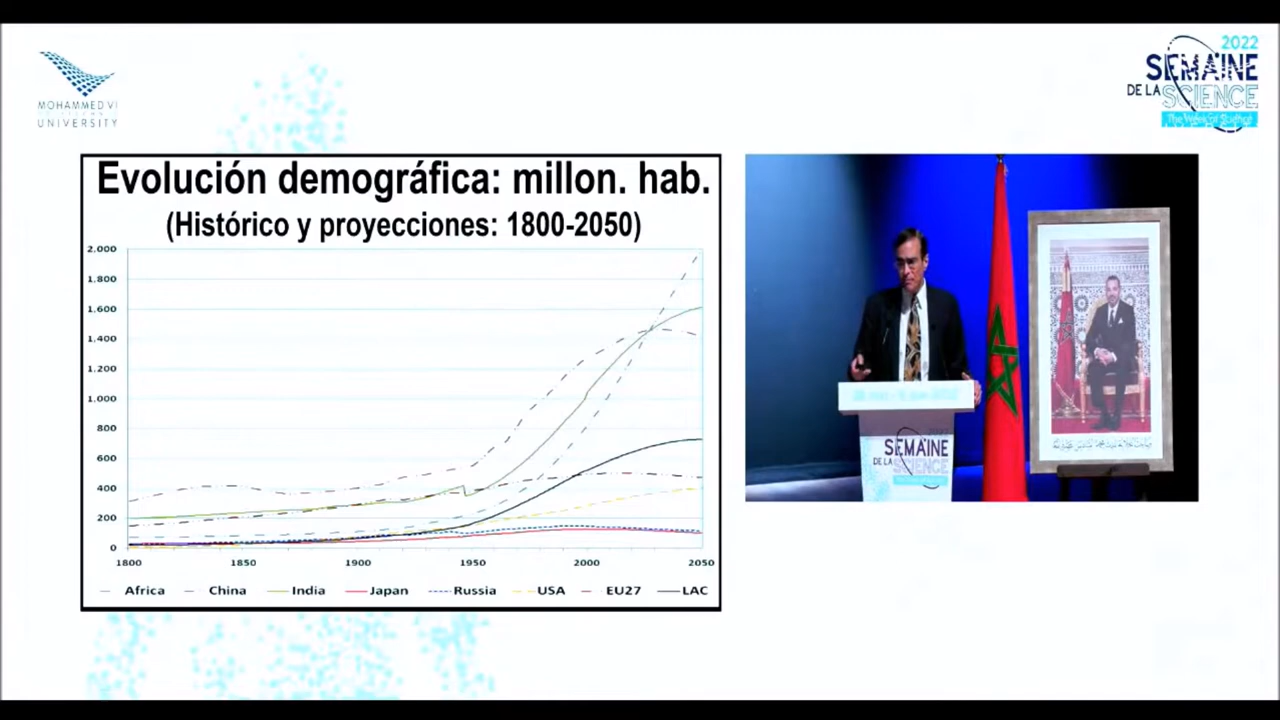 MOHAMMED VI
UNIVERSITY
2022
SEMAINE
DE LA SCIENCE
The Week of Science
Evolución demográfica: millon. hab.
(Histórico y proyecciones: 1800-2050)
2.000
1.800
1.600
1.400
1.200
1.000
800
600
400
200
0
1800 1850 1900 1950 2000 2050
Africa China India Japan Russia USA EU27 LAC
2022
SEMAINE
DE LA SCIENCE